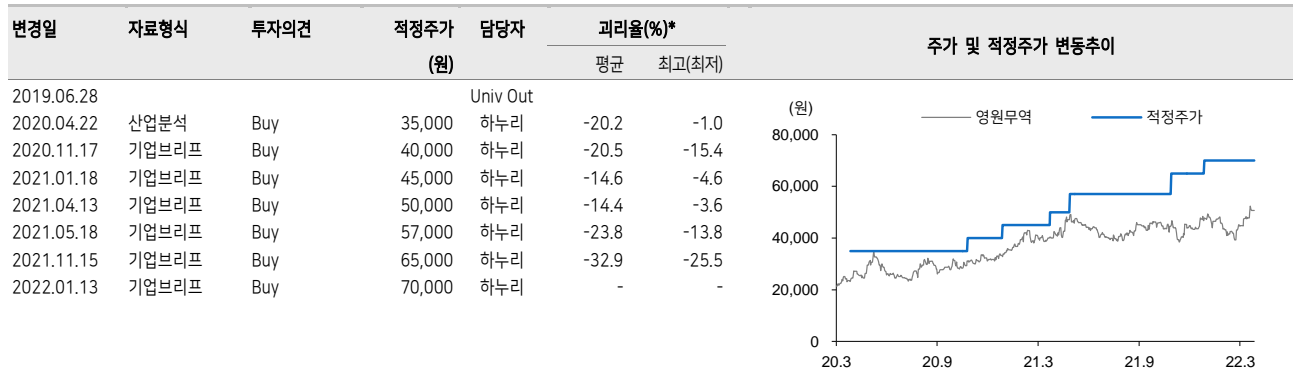 변경일 자료형식 투자의견 적정주가 담당자 괴리율(%)* 주가 및 적정주가 변동추이
(원) 평균 최고(최저)
2019.06.28 Univ Out
2020.04.22 산업분석 Buy 35,000 하누리 -20.2 -1.0
2020.11.17 기업브리프 Buy 40,000 하누리 -20.5 -15.4
2021.01.18 기업브리프 Buy 45,000 하누리 -14.6 -4.6
2021.04.13 기업브리프 Buy 50,000 하누리 -14.4 -3.6
2021.05.18 기업브리프 Buy 57,000 하누리 -23.8 -13.8
2021.11.15 기업브리프 Buy 65,000 하누리 -32.9 -25.5
2022.01.13 기업브리프 Buy 70,000 하누리 - -
(원) 영원무역 적정주가
80,000
60,000
40,000
20,000
0
20.3 20.9 21.3 21.9 22.3